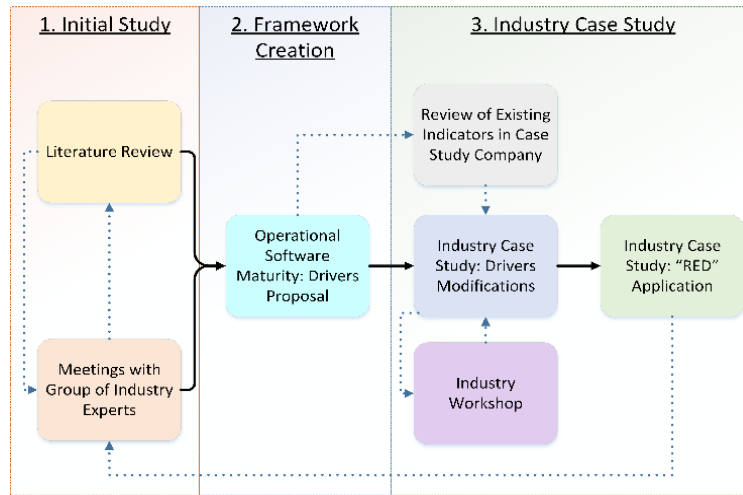 1. Initial Study
2. Framework
Creation
3. Industry Case Study
Literature Review
Meetings with
Group of Industry
Experts
Operational
Software
Maturity: Drivers
Proposal
Review of Existing
Indicators in Case
Study Company
Industry Case
Study: Drivers
Modifications
Industry
Workshop
Industry Case
Study: “RED”
Application